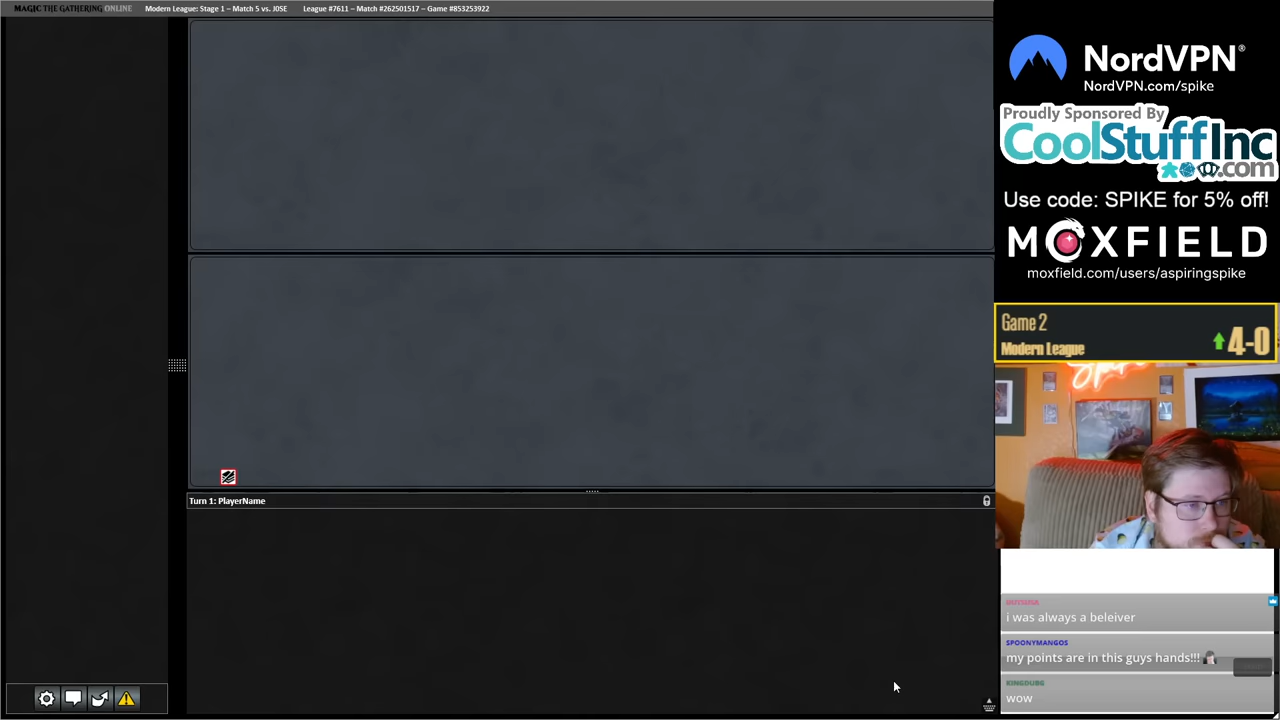 MAGIC THE GATHERING ONLINE
Modern League: Stage 1 – Match 5 vs. J0SE
League #7611 – Match #262501517 – Game #853253922
Turn 1: PlayerName
NordVPN®
NordVPN.com/spike
Proudly Sponsored By
CoolStuffInc
.com
Use code: SPIKE for 5% off!
MOXFIELD
moxfield.com/users/aspiringspike
Game 2
Modern League
4-0
i was always a beleiver
SPOONYMANGOS
my points are in this guys hands!!!
KINGDUBG
wow